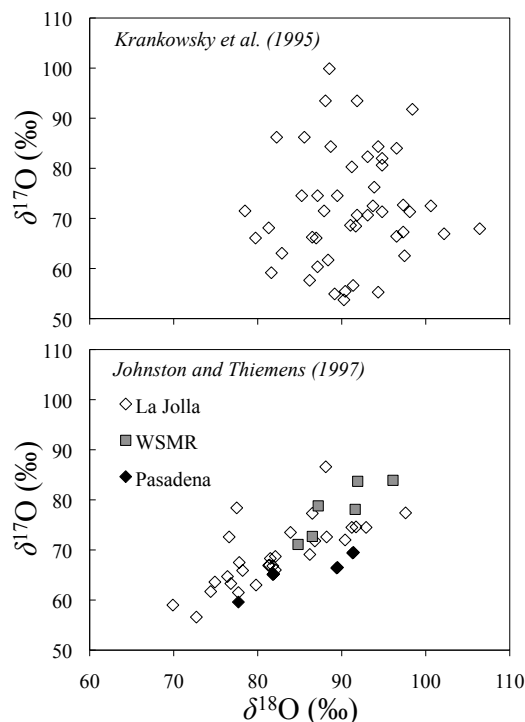 110
100
90
80
70
60
50
δ17O (‰)
Krankowsky et al. (1995)
110
100
90
80
70
60
50
δ17O (‰)
Johnston and Thiemens (1997)
La Jolla
WSMR
Pasadena
60 70 80 90 100 110
δ18O (‰)